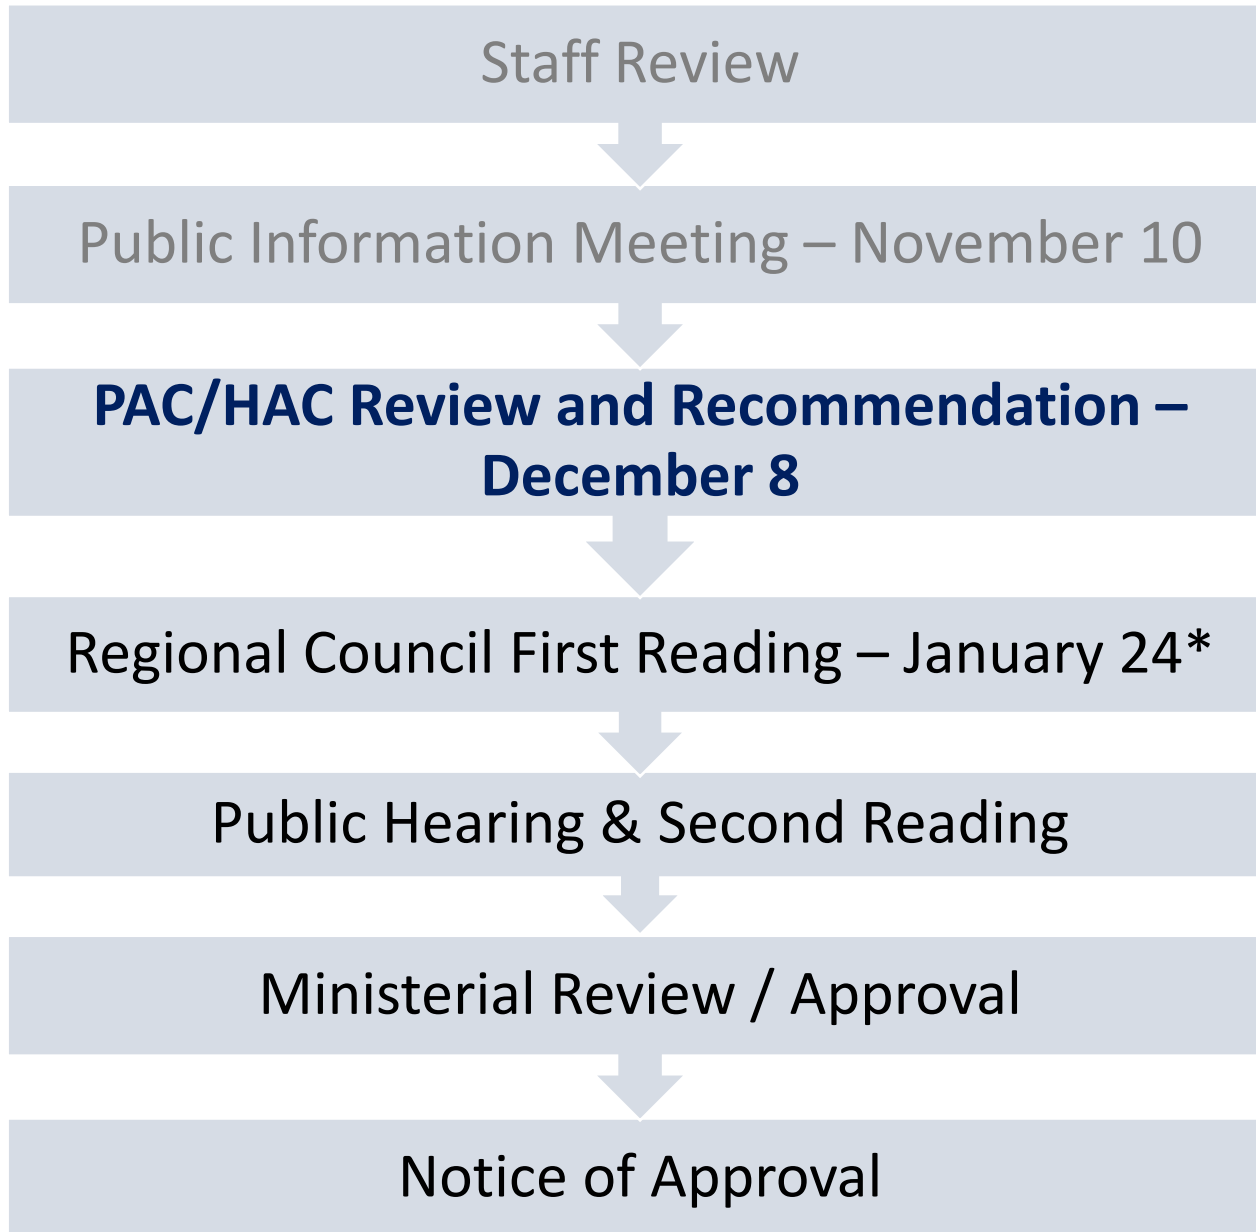 Staff Review
Public Information Meeting – November 10
PAC/HAC Review and Recommendation –
December 8
Regional Council First Reading – January 24*
Public Hearing & Second Reading
Ministerial Review / Approval
Notice of Approval